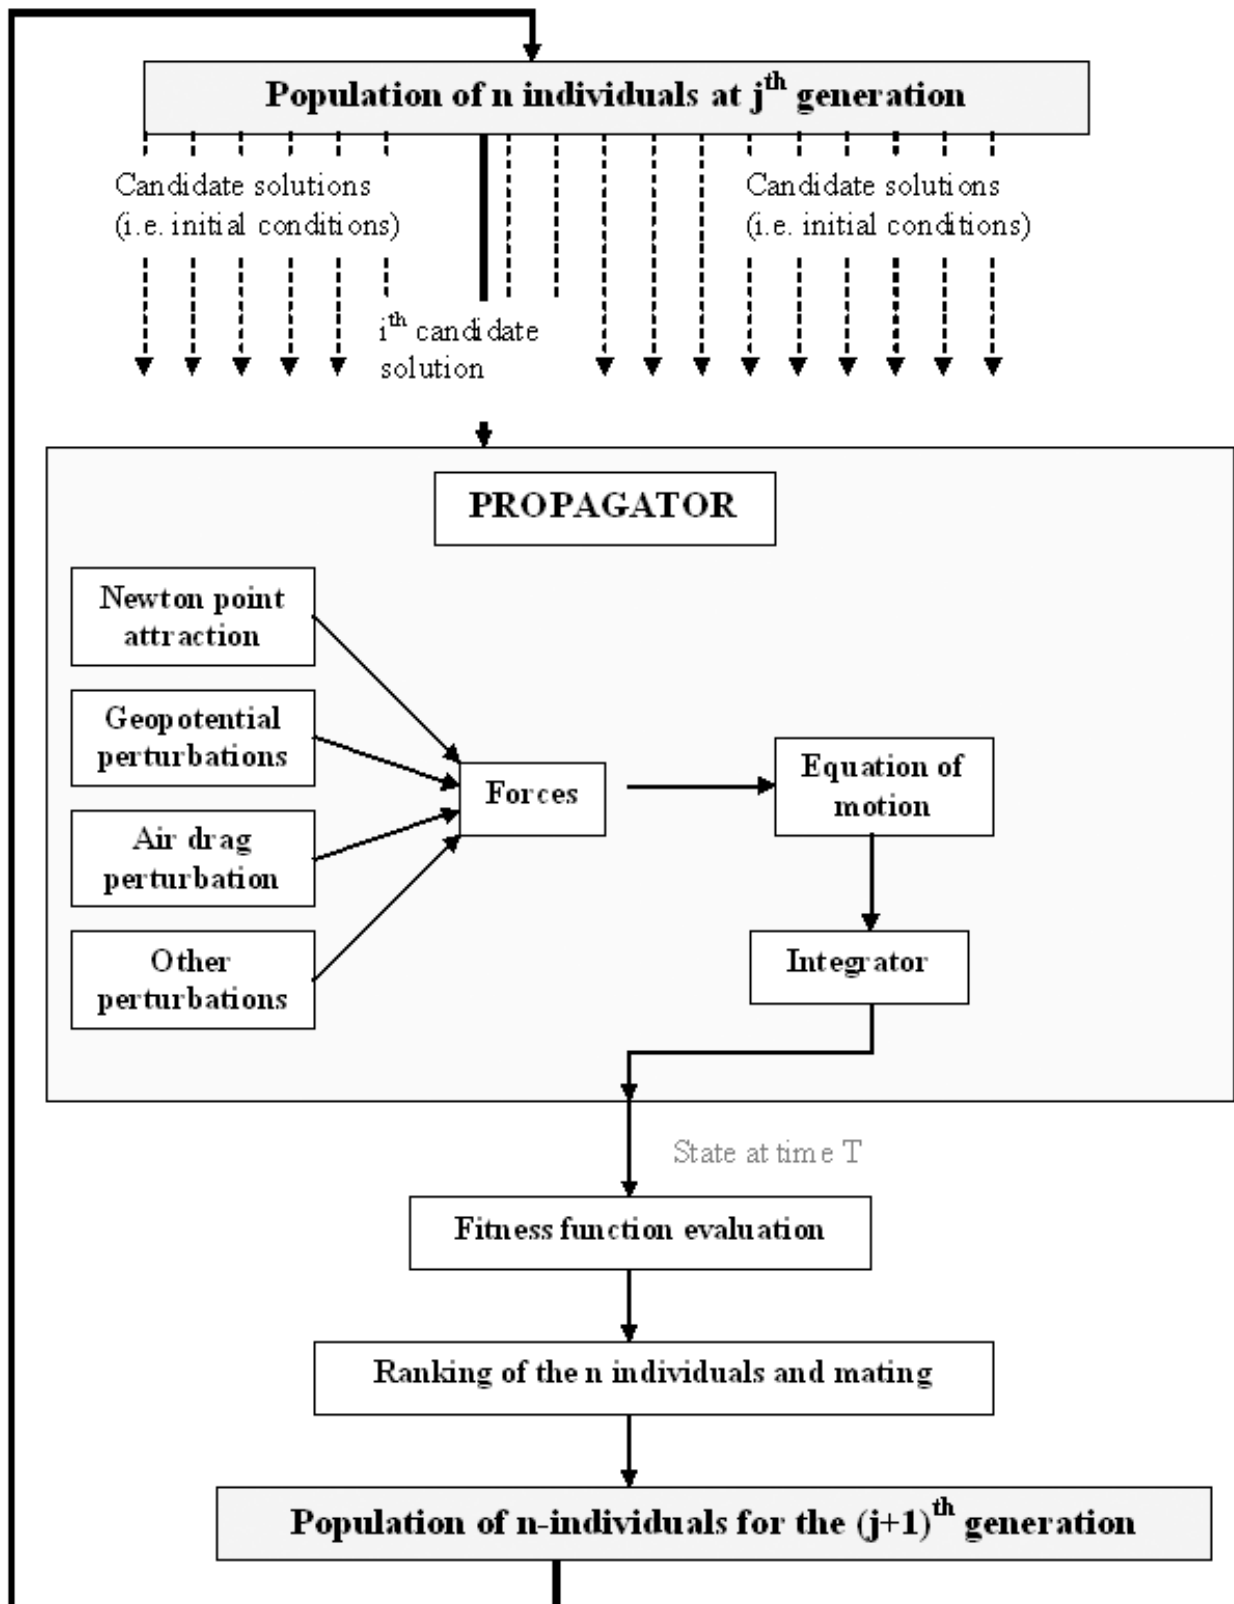 Population of n individuals at jth generation
Candidate solutions
(i.e. initial conditions)
Candidate solutions
(i.e. initial conditions)
ith candidate
solution
PROPAGATOR
Newton point
attraction
Geopotential
perturbations
Air drag
perturbation
Other
perturbations
Forces
Equation of
motion
Integrator
State at time T
Fitness function evaluation
Ranking of the n individuals and mating
Population of n-individuals for the (j+1)th generation